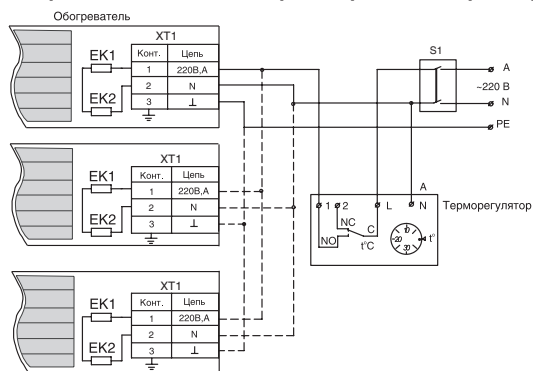 Обогреватель
XT1
Конт. Цепь
EK1
1 220В,А
2 N
EK2
3 ⊥
S1
A
~220 В
N
PE
XT1
Конт. Цепь
EK1
1 220В,А
2 N
EK2
3 ⊥
A
1 2 L N
Терморегулятор
NC
C
NO
t°C
10
20
30
t°
XT1
Конт. Цепь
EK1
1 220В,А
2 N
EK2
3 ⊥